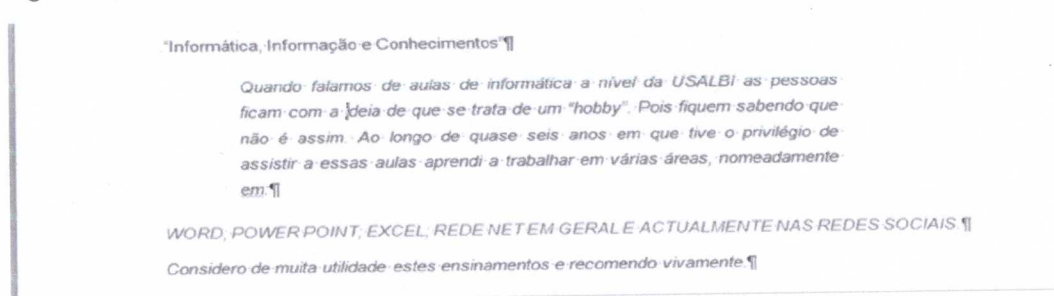 "Informática, Informação e Conhecimentos"¶
Quando falamos de aulas de informática a nível da USALBI as pessoas
ficam com a ideia de que se trata de um "hobby". Pois fiquem sabendo que
não é assim. Ao longo de quase seis anos em que tive o privilégio de
assistir a essas aulas aprendi a trabalhar em várias áreas, nomeadamente
em:¶
WORD; POWER POINT; EXCEL; REDE NET EM GERAL E ACTUALMENTE NAS REDES SOCIAIS.¶
Considero de muita utilidade estes ensinamentos e recomendo vivamente.¶